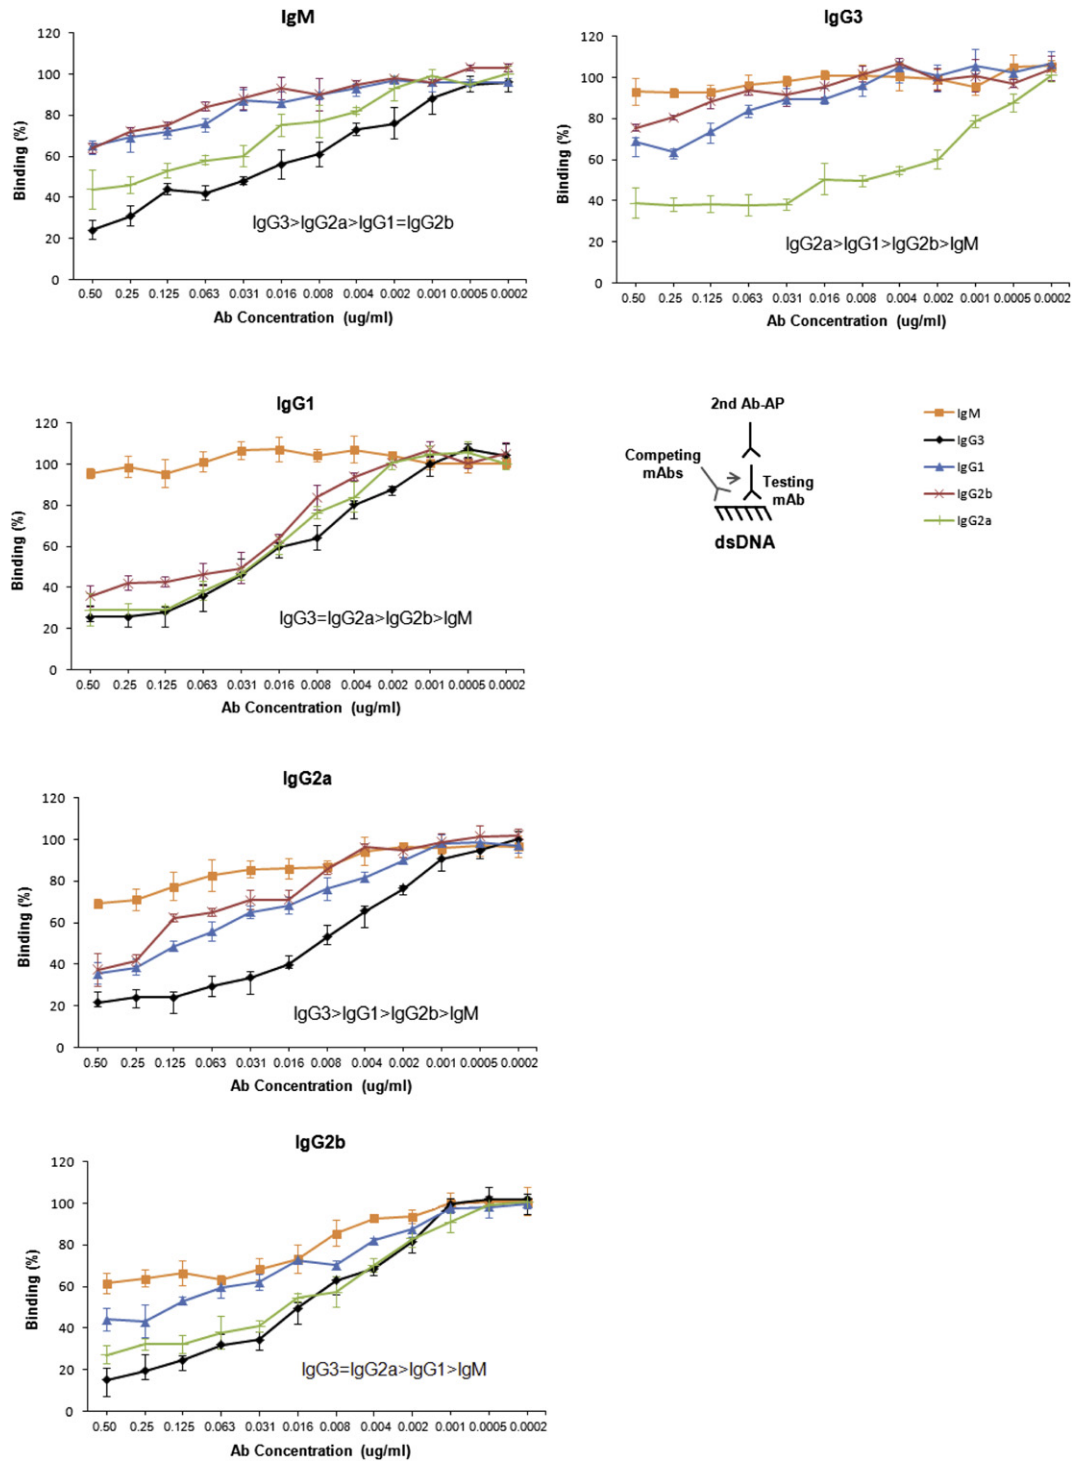 IgM
120
100
80
60
40
20
0
Binding (%)
IgG3>IgG2a>IgG1=IgG2b
0.50 0.25 0.125 0.063 0.031 0.016 0.008 0.004 0.002 0.001 0.0005 0.0002
Ab Concentration (ug/ml)
IgG3
120
100
80
60
40
20
0
Binding (%)
IgG2a>IgG1>IgG2b>IgM
0.50 0.25 0.125 0.063 0.031 0.016 0.008 0.004 0.002 0.001 0.0005 0.0002
Ab Concentration (ug/ml)
IgG1
120
100
80
60
40
20
0
Binding (%)
IgG3=IgG2a>IgG2b>IgM
0.50 0.25 0.125 0.063 0.031 0.016 0.008 0.004 0.002 0.001 0.0005 0.0002
Ab Concentration (ug/ml)
2nd Ab-AP
Competing
mAbs
Testing
mAb
dsDNA
IgM
IgG3
IgG1
IgG2b
IgG2a
IgG2a
120
100
80
60
40
20
0
Binding (%)
IgG3>IgG1>IgG2b>IgM
0.50 0.25 0.125 0.063 0.031 0.016 0.008 0.004 0.002 0.001 0.0005 0.0002
Ab Concentration (ug/ml)
IgG2b
120
100
80
60
40
20
0
Binding (%)
IgG3=IgG2a>IgG1>IgM
0.50 0.25 0.125 0.063 0.031 0.016 0.008 0.004 0.002 0.001 0.0005 0.0002
Ab Concentration (ug/ml)